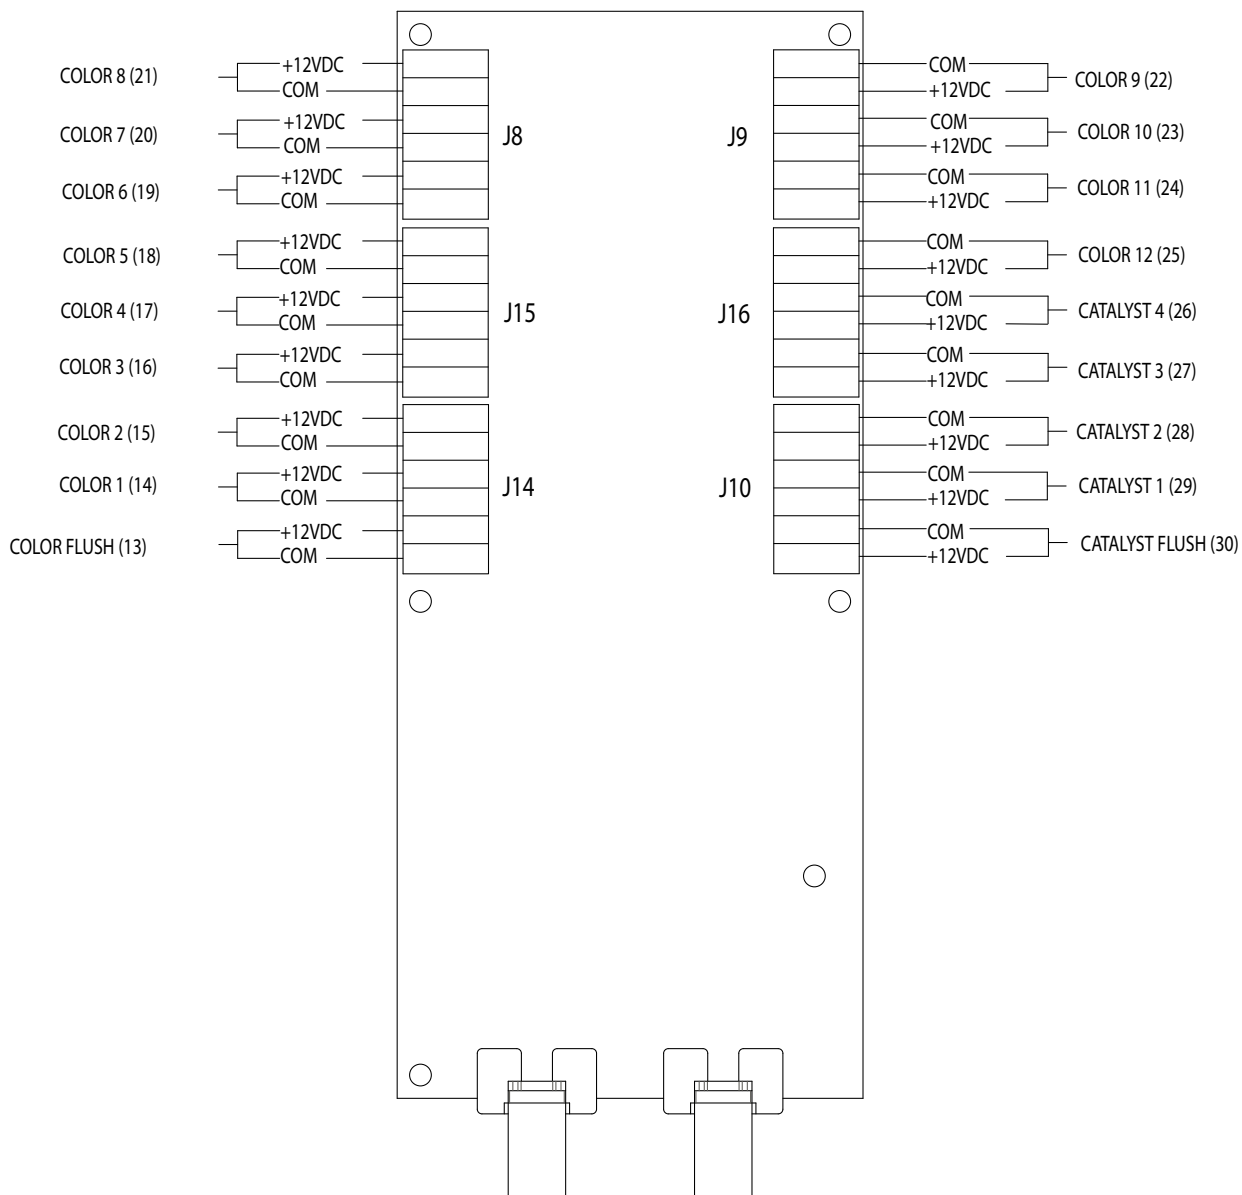 COLOR 8 (21) +12VDC COM
COLOR 7 (20) +12VDC COM
COLOR 6 (19) +12VDC COM
J8
COLOR 5 (18) +12VDC COM
COLOR 4 (17) +12VDC COM
COLOR 3 (16) +12VDC COM
J15
COLOR 2 (15) +12VDC COM
COLOR 1 (14) +12VDC COM
COLOR FLUSH (13) +12VDC COM
J14
J9
COM +12VDC COLOR 9 (22)
COM +12VDC COLOR 10 (23)
COM +12VDC COLOR 11 (24)
J16
COM +12VDC COLOR 12 (25)
COM +12VDC CATALYST 4 (26)
COM +12VDC CATALYST 3 (27)
J10
COM +12VDC CATALYST 2 (28)
COM +12VDC CATALYST 1 (29)
COM +12VDC CATALYST FLUSH (30)